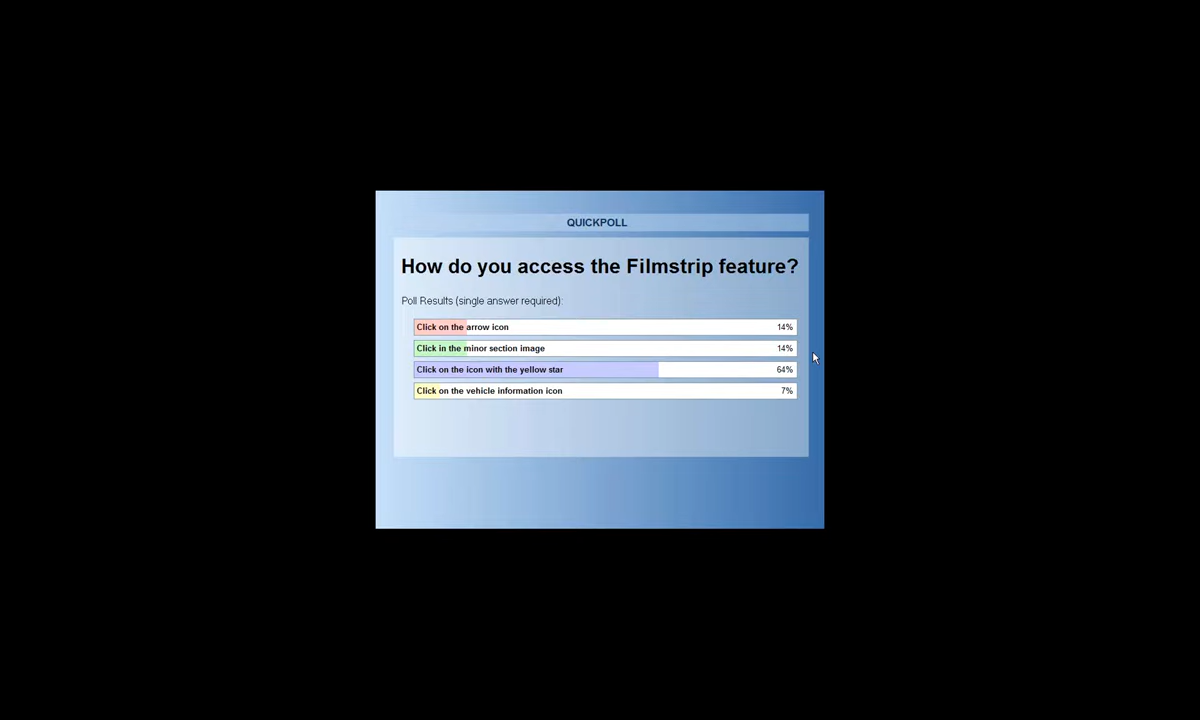 QUICKPOLL
How do you access the Filmstrip feature?
Poll Results (single answer required):
Click on the arrow icon 14%
Click in the minor section image 14%
Click on the icon with the yellow star 64%
Click on the vehicle information icon 7%